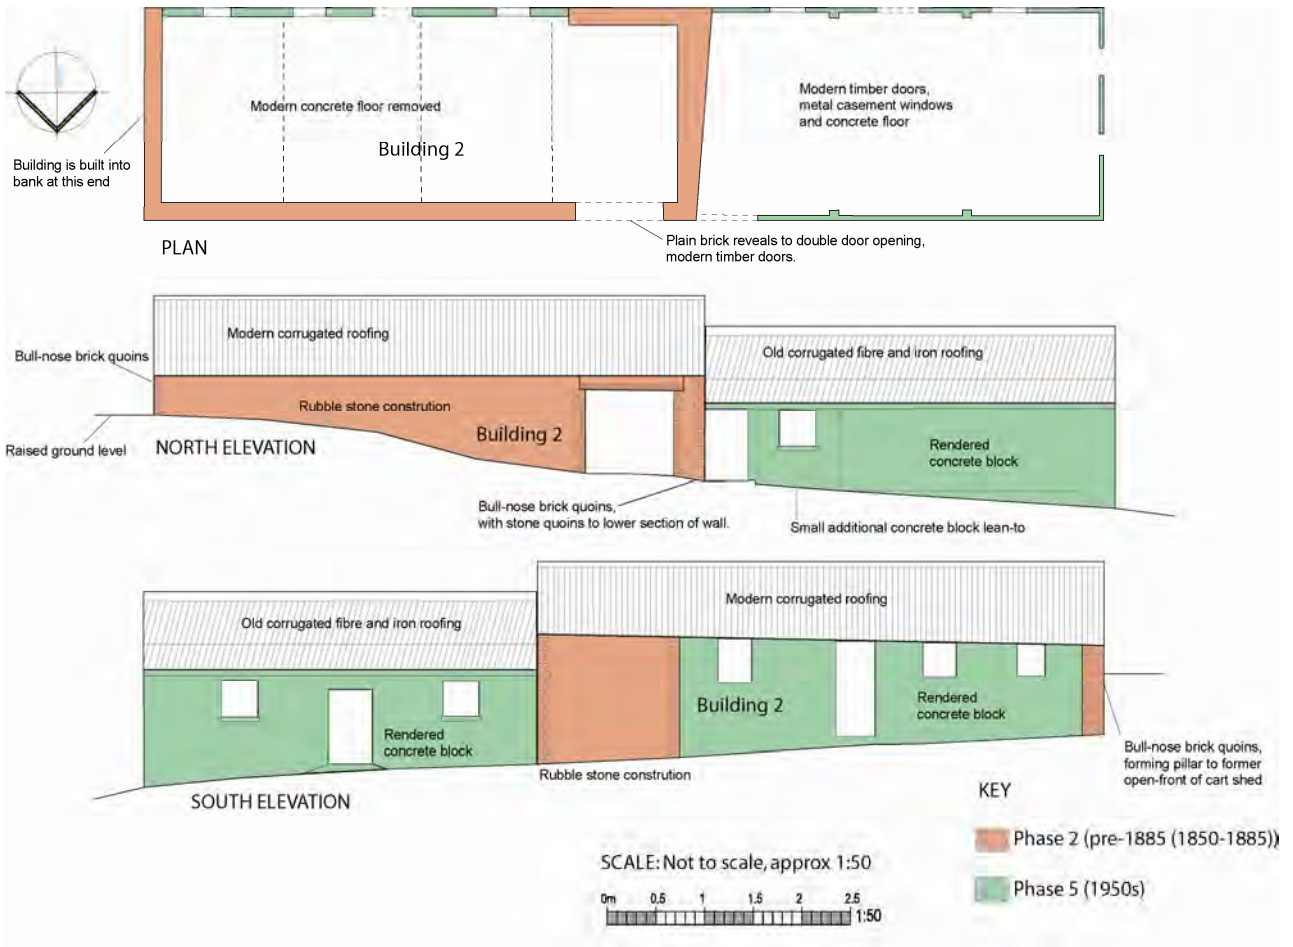 Modern concrete floor removed
Building 2
Modern timber doors,
metal casement windows
and concrete floor
Building is built into
bank at this end
Plain brick reveals to double door opening,
modern timber doors.
PLAN
Modern corrugated roofing
Old corrugated fibre and iron roofing
Bull-nose brick quoins
Rubble stone constrution
Building 2
Rendered
concrete block
Raised ground level
NORTH ELEVATION
Bull-nose brick quoins,
with stone quoins to lower section of wall.
Small additional concrete block lean-to
Modern corrugated roofing
Old corrugated fibre and iron roofing
Building 2
Rendered
concrete block
Rendered
concrete block
Rubble stone constrution
Bull-nose brick quoins,
forming pillar to former
open-front of cart shed
SOUTH ELEVATION
KEY
Phase 2 (pre-1885 (1850-1885))
Phase 5 (1950s)
SCALE: Not to scale, approx 1:50
0m 0.5 1 1.5 2 2.5
1:50